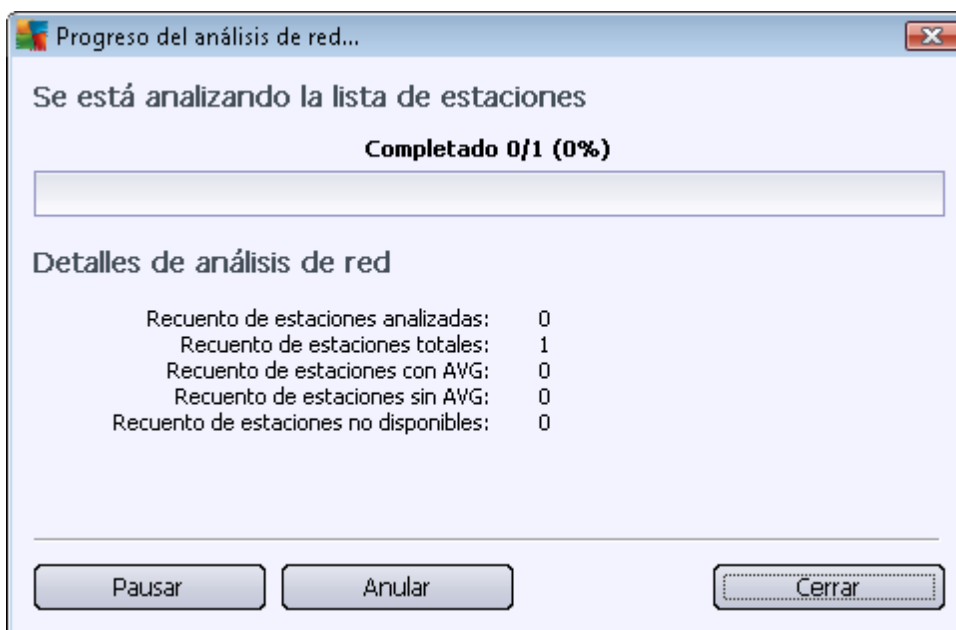 Progreso del análisis de red...
Se está analizando la lista de estaciones
Completado 0/1 (0%)
Detalles de análisis de red
Recuento de estaciones analizadas: 0
Recuento de estaciones totales: 1
Recuento de estaciones con AVG: 0
Recuento de estaciones sin AVG: 0
Recuento de estaciones no disponibles: 0
Pausar Anular Cerrar